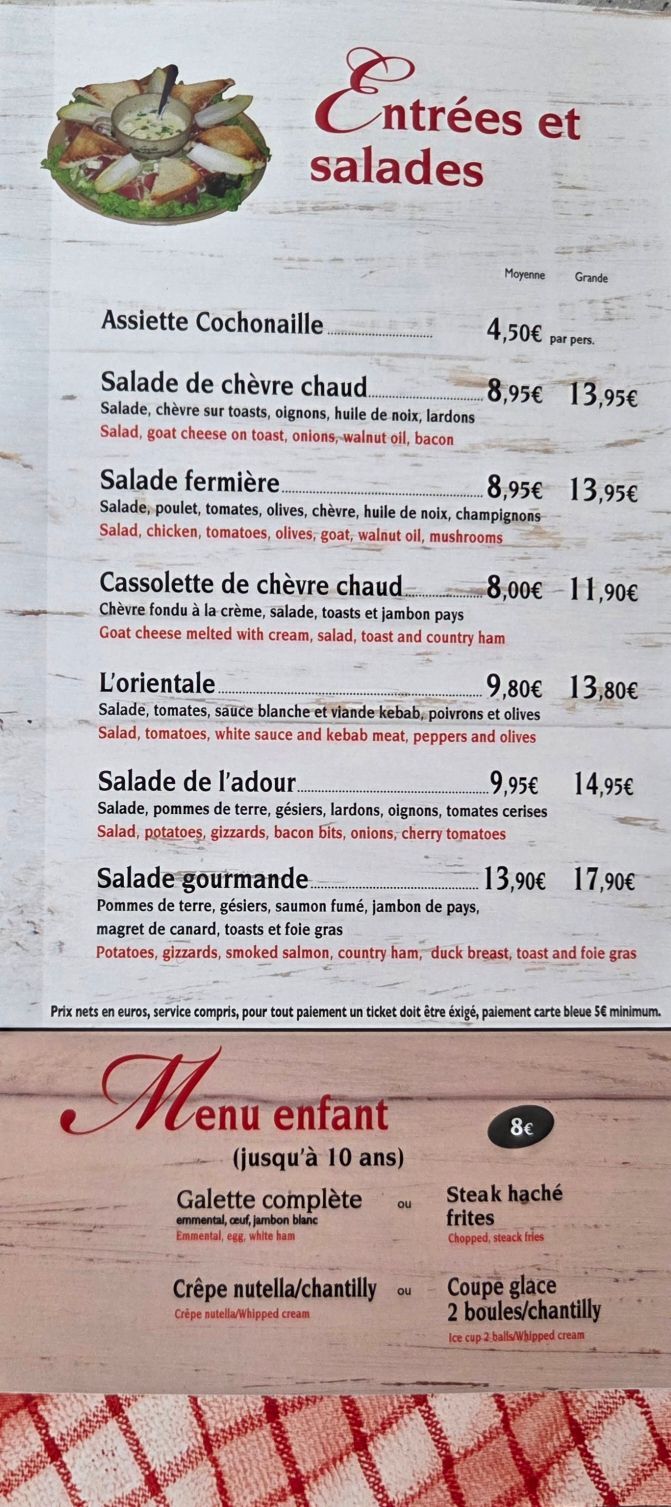 Entrées et
salades
Moyenne Grande
Assiette Cochonaille 4,50€ par pers.
Salade de chèvre chaud 8,95€ 13,95€
Salade, chèvre sur toasts, oignons, huile de noix, lardons
Salad, goat cheese on toast, onions, walnut oil, bacon
Salade fermière 8,95€ 13,95€
Salade, poulet, tomates, olives, chèvre, huile de noix, champignons
Salad, chicken, tomatoes, olives, goat, walnut oil, mushrooms
Cassolette de chèvre chaud 8,00€ 11,90€
Chèvre fondu à la crème, salade, toasts et jambon pays
Goat cheese melted with cream, salad, toast and country ham
L'orientale 9,80€ 13,80€
Salade, tomates, sauce blanche et viande kebab, poivrons et olives
Salad, tomatoes, white sauce and kebab meat, peppers and olives
Salade de l'adour 9,95€ 14,95€
Salade, pommes de terre, gésiers, lardons, oignons, tomates cerises
Salad, potatoes, gizzards, bacon bits, onions, cherry tomatoes
Salade gourmande 13,90€ 17,90€
Pommes de terre, gésiers, saumon fumé, jambon de pays,
magret de canard, toasts et foie gras
Potatoes, gizzards, smoked salmon, country ham, duck breast, toast and foie gras
Prix nets en euros, service compris, pour tout paiement un ticket doit être éxigé, paiement carte bleue 5€ minimum.
Menu enfant 8€
(jusqu'à 10 ans)
Galette complète ou Steak haché
frites
emmental, œuf, jambon blanc
Emmental, egg, white ham
Chopped, steack fries
Crêpe nutella/chantilly ou Coupe glace
2 boules/chantilly
Crêpe nutella/Whipped cream
Ice cup 2 balls/Whipped cream